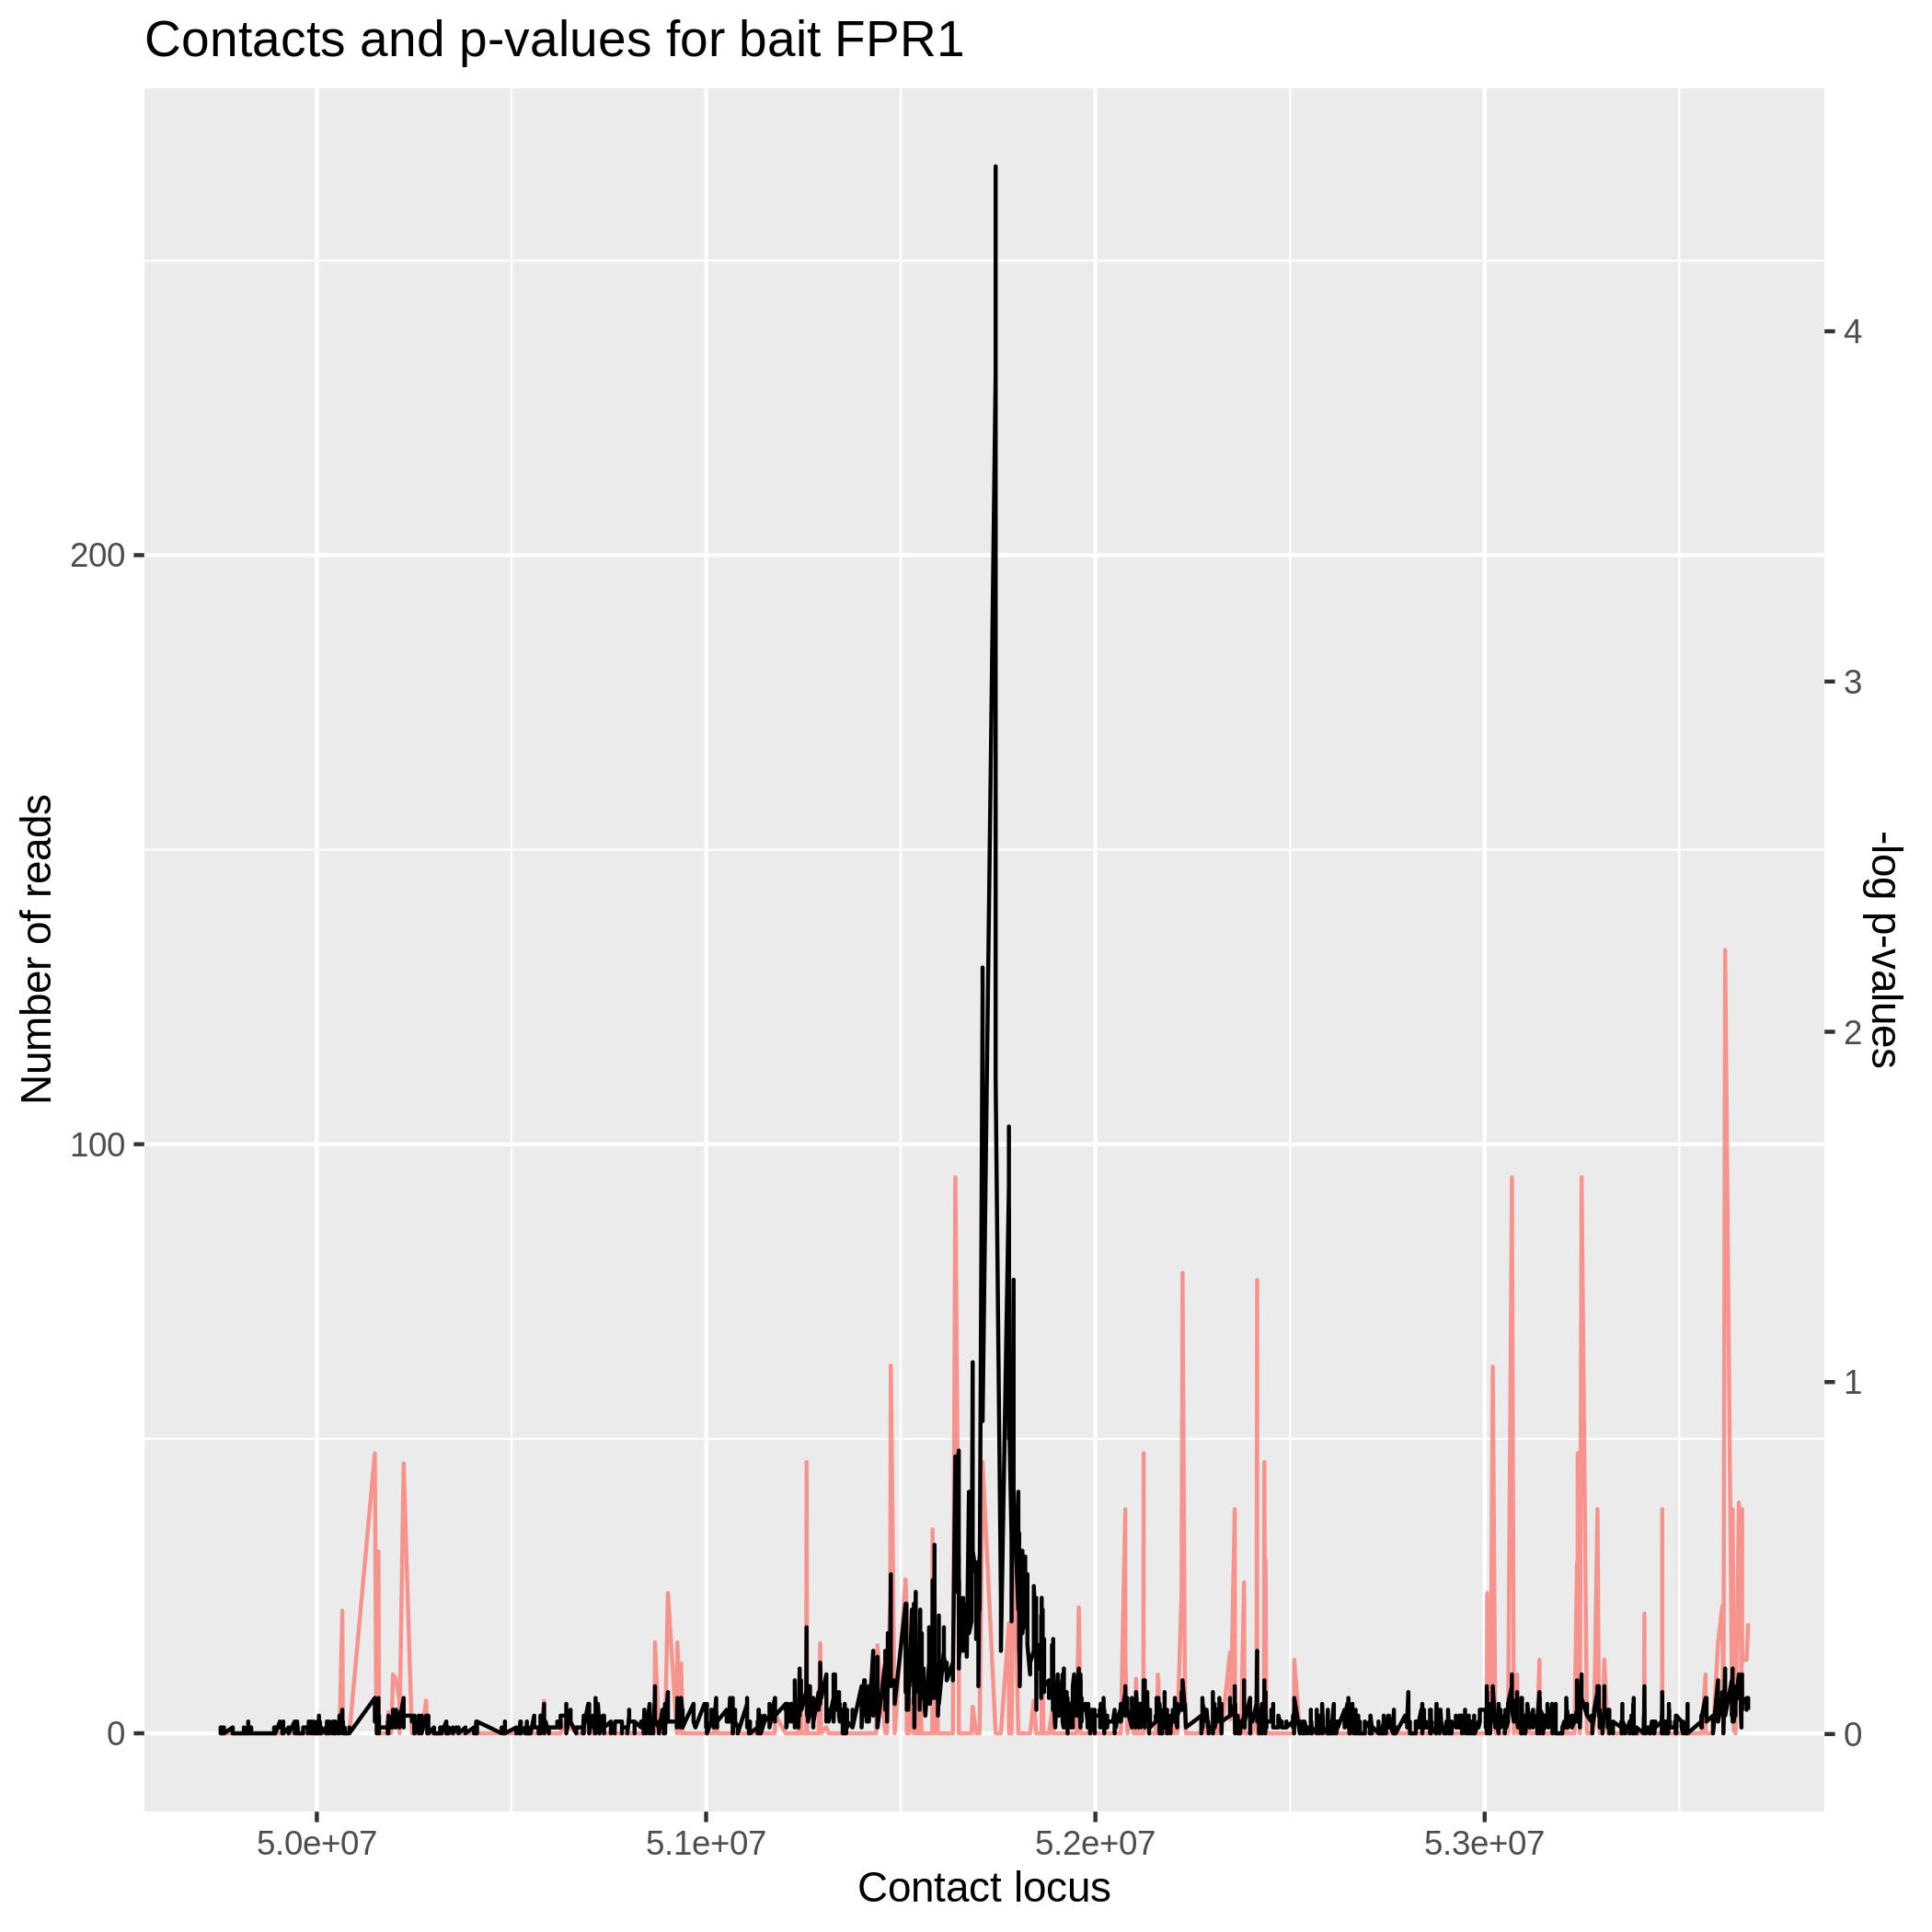 Contacts and p-values for bait FPR1
Number of reads
200
100
0
4
3
2
1
0
-log p-values
5.0e+07
5.1e+07
5.2e+07
5.3e+07
Contact locus